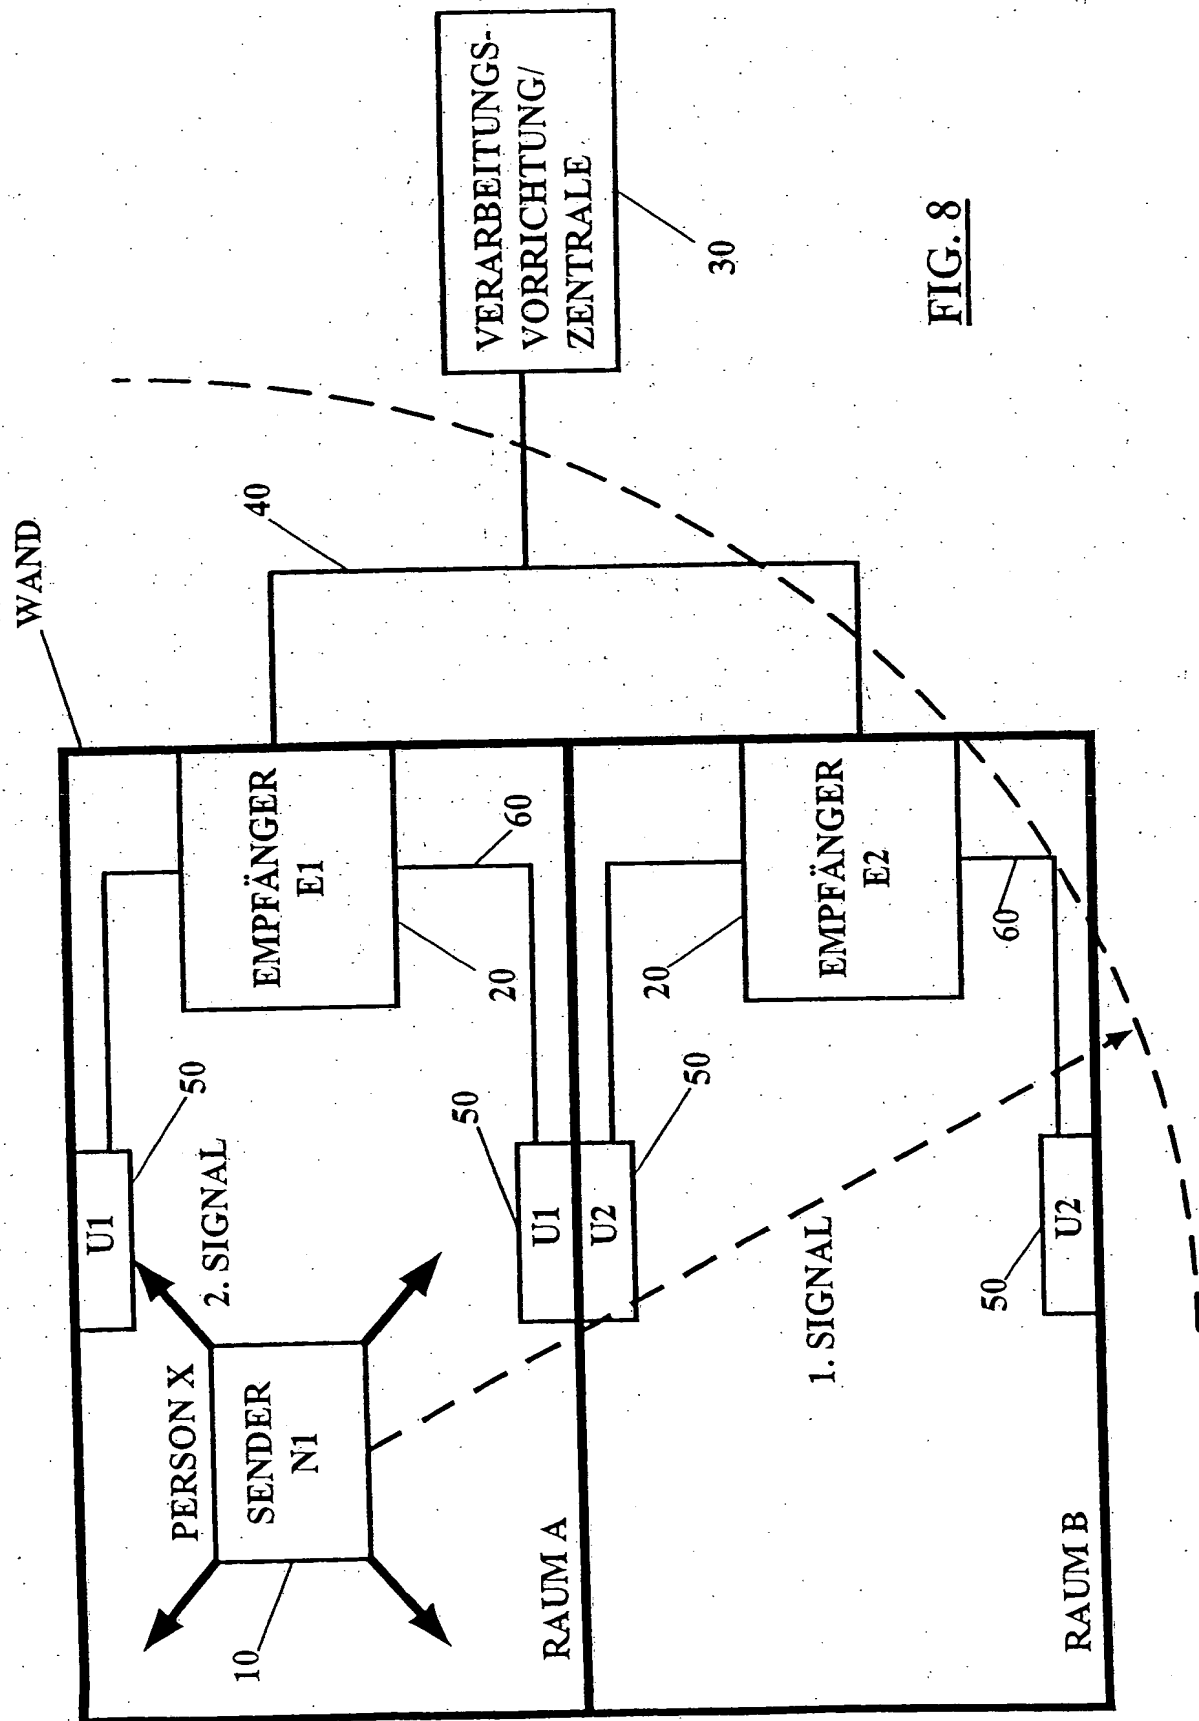 WAND
PERSON X
SENDER
N1
10
2. SIGNAL
U1
50
EMPFÄNGER
E1
20
60
50
U1
RAUM A
40
VERARBEITUNGS-
VORRICHTUNG/
ZENTRALE
30
U2
50
20
EMPFÄNGER
E2
60
1. SIGNAL
50
U2
RAUM B
FIG. 8